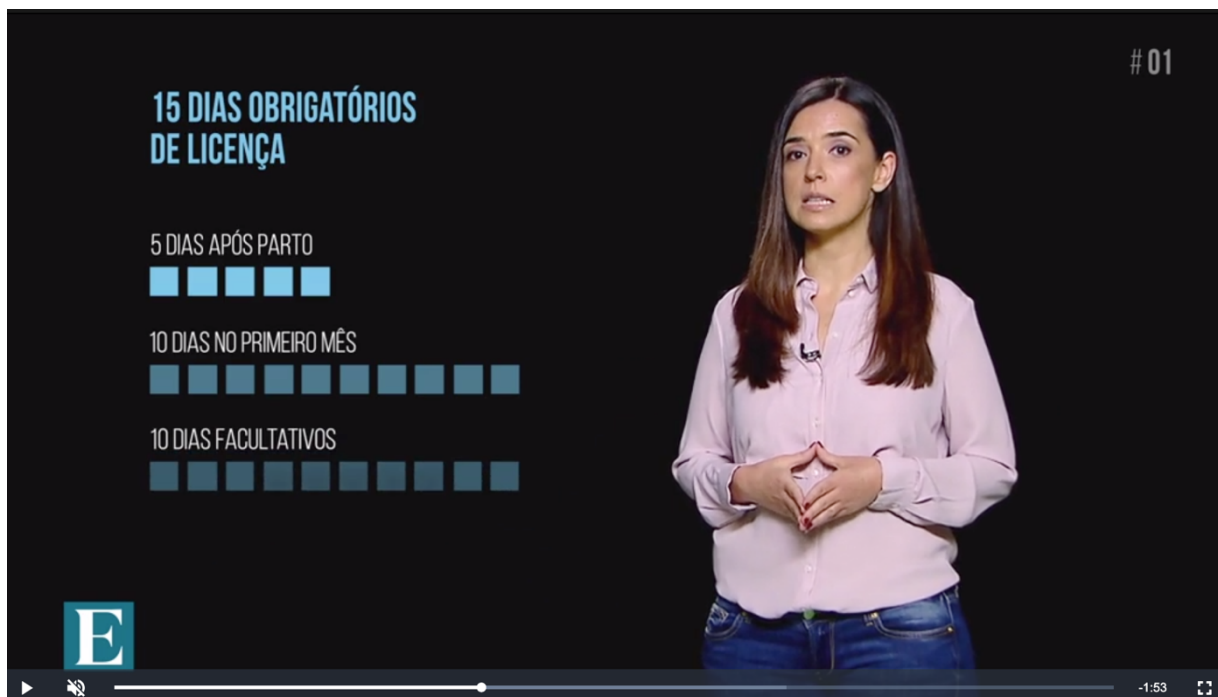 # 01
15 DIAS OBRIGATÓRIOS
DE LICENÇA
5 DIAS APÓS PARTO
10 DIAS NO PRIMEIRO MÊS
10 DIAS FACULTATIVOS
E
-1:53